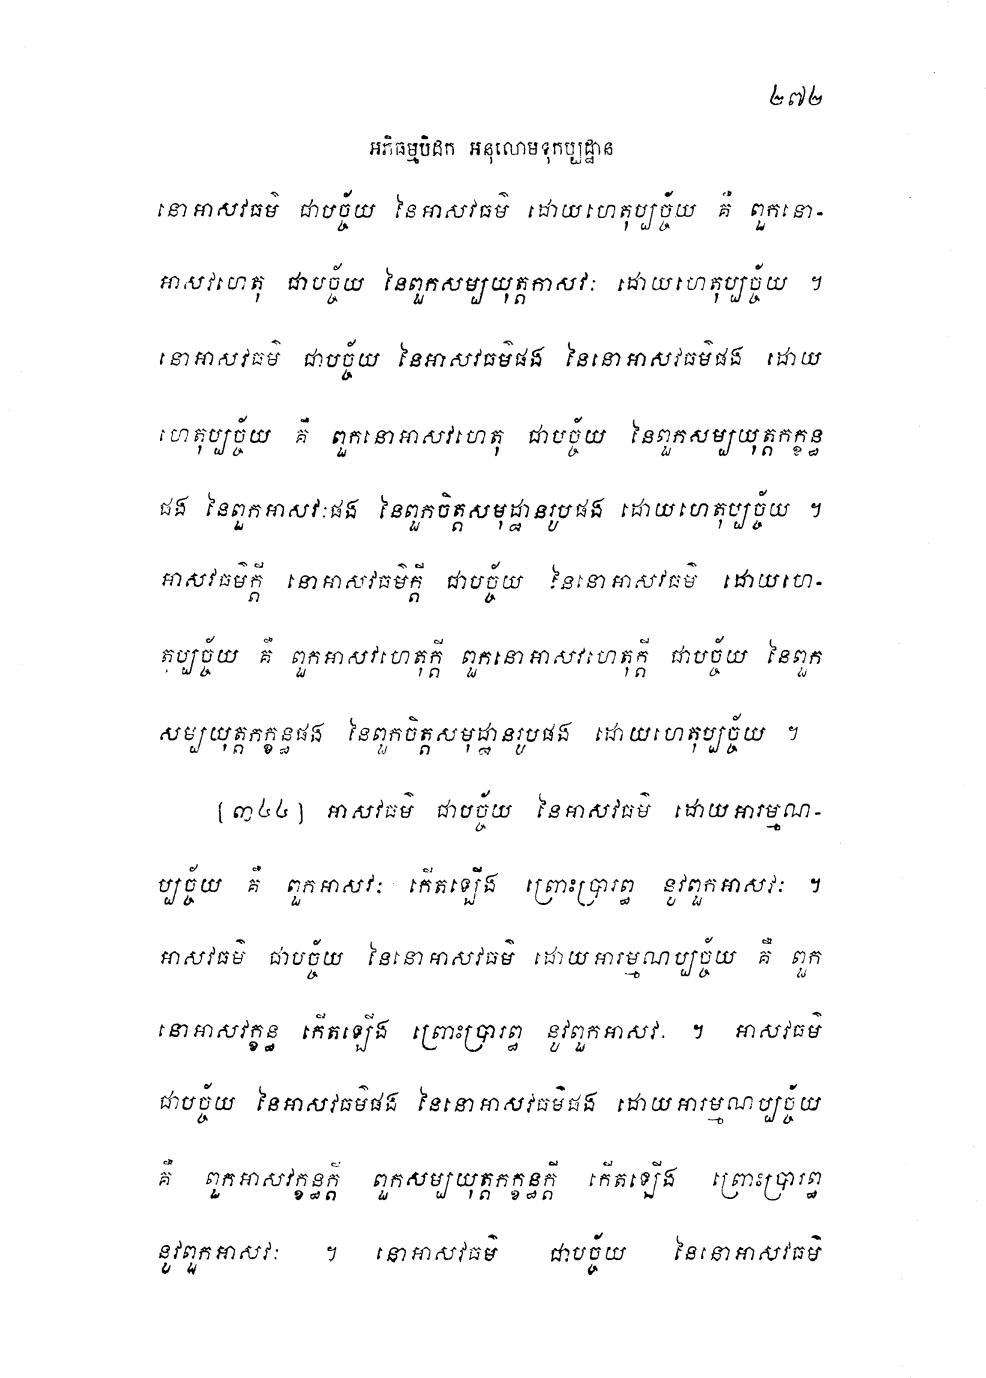 ២៧២
អភិធម្មបិដក អនុលោមទុកប្បដ្ឋាន
នោអាសវធម៌ ជាបច្ច័យ នៃអាសវធម៌ ដោយហេតុប្បច្ច័យ គឺ ពួកនោ-
អាសវហេតុ ជាបច្ច័យ នៃពួកសម្បយុត្តកាសវៈ ដោយហេតុប្បច្ច័យ ។
នោអាសវធម៌ ជាបច្ច័យ នៃអាសវធម៌ផង នៃនោអាសវធម៌ផង ដោយ
ហេតុប្បច្ច័យ គឺ ពួកនោអាសវហេតុ ជាបច្ច័យ នៃពួកសម្បយុត្តកក្ខន្ធ
ផង នៃពួកអាសវៈផង នៃពួកចិត្តសមុដ្ឋានរូបផង ដោយហេតុប្បច្ច័យ ។
អាសវធម៌ក្តី នោអាសវធម៌ក្តី ជាបច្ច័យ នៃនោអាសវធម៌ ដោយហេ-
តុប្បច្ច័យ គឺ ពួកអាសវហេតុក្តី ពួកនោអាសវហេតុក្តី ជាបច្ច័យ នៃពួក
សម្បយុត្តកក្ខន្ធផង នៃពួកចិត្តសមុដ្ឋានរូបផង ដោយហេតុប្បច្ច័យ ។
[៣៤៤] អាសវធម៌ ជាបច្ច័យ នៃអាសវធម៌ ដោយអារម្មណ-
ប្បច្ច័យ គឺ ពួកអាសវៈ កើតឡើង ព្រោះប្រារព្ធ នូវពួកអាសវៈ ។
អាសវធម៌ ជាបច្ច័យ នៃនោអាសវធម៌ ដោយអារម្មណប្បច្ច័យ គឺ ពួក
នោអាសវក្ខន្ធ កើតឡើង ព្រោះប្រារព្ធ នូវពួកអាសវៈ ។ អាសវធម៌
ជាបច្ច័យ នៃអាសវធម៌ផង នៃនោអាសវធម៌ផង ដោយអារម្មណប្បច្ច័យ
គឺ ពួកអាសវក្ខន្ធក្តី ពួកសម្បយុត្តកក្ខន្ធក្តី កើតឡើង ព្រោះប្រារព្ធ
នូវពួកអាសវៈ ។ នោអាសវធម៌ ជាបច្ច័យ នៃនោអាសវធម៌